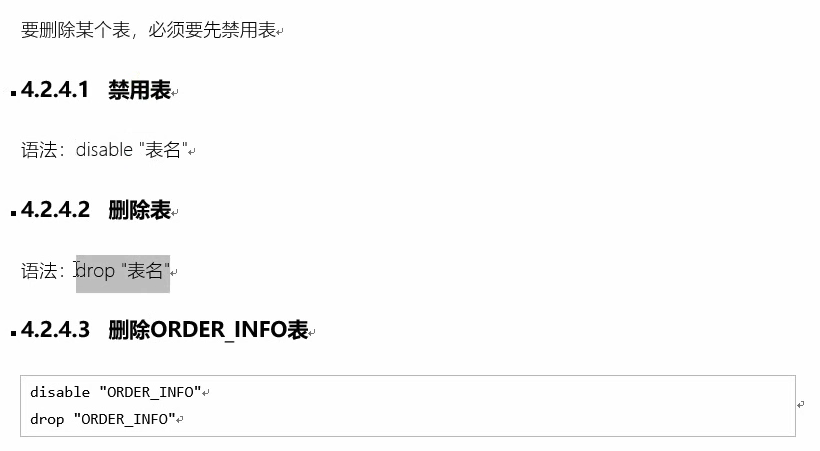 要删除某个表，必须要先禁用表
4.2.4.1 禁用表
语法：disable "表名"
4.2.4.2 删除表
语法：drop "表名"
4.2.4.3 删除ORDER_INFO表
disable "ORDER_INFO"
drop "ORDER_INFO"